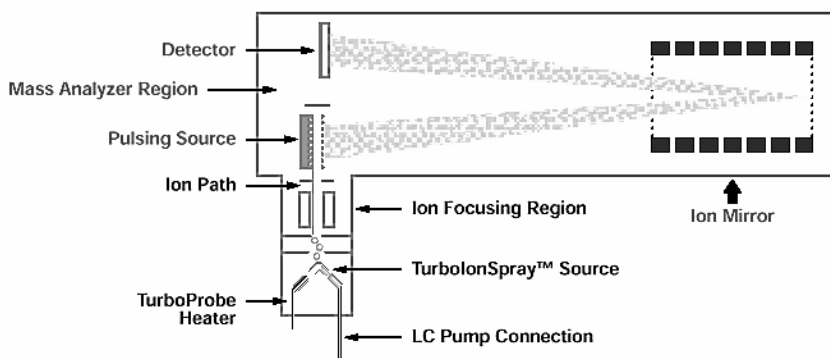 Detector
Mass Analyzer Region
Pulsing Source
Ion Path
Ion Focusing Region
Ion Mirror
TurboIonSpray™ Source
TurboProbe
Heater
LC Pump Connection